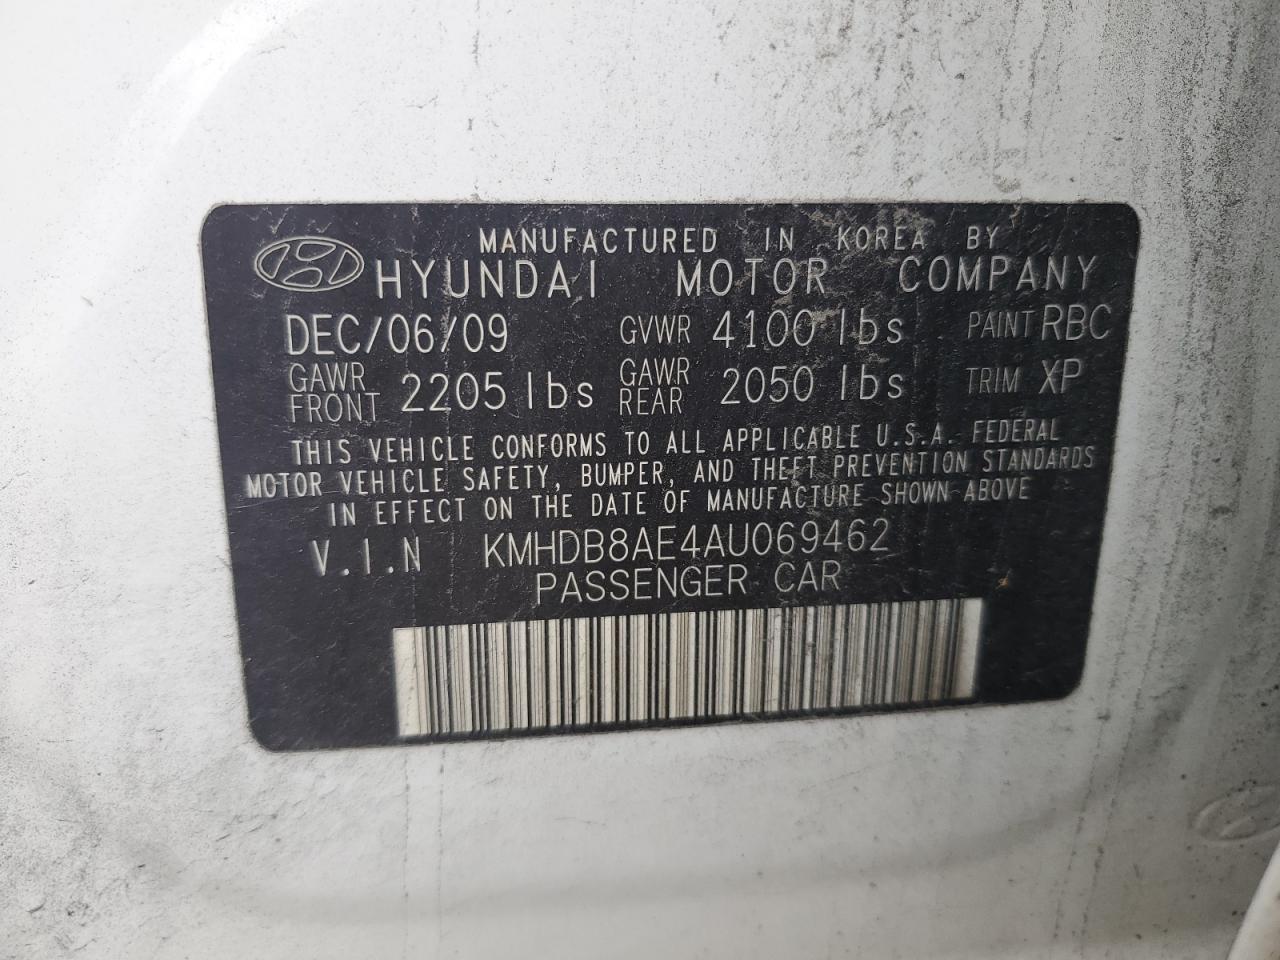 MANUFACTURED IN KOREA BY
HYUNDAI MOTOR COMPANY
DEC/06/09 GVWR 4100 lbs PAINT RBC
GAWR FRONT 2205 lbs GAWR REAR 2050 lbs TRIM XP
THIS VEHICLE CONFORMS TO ALL APPLICABLE U.S.A. FEDERAL
MOTOR VEHICLE SAFETY, BUMPER, AND THEFT PREVENTION STANDARDS
IN EFFECT ON THE DATE OF MANUFACTURE SHOWN ABOVE
V.I.N KMHDB8AE4AU069462
PASSENGER CAR